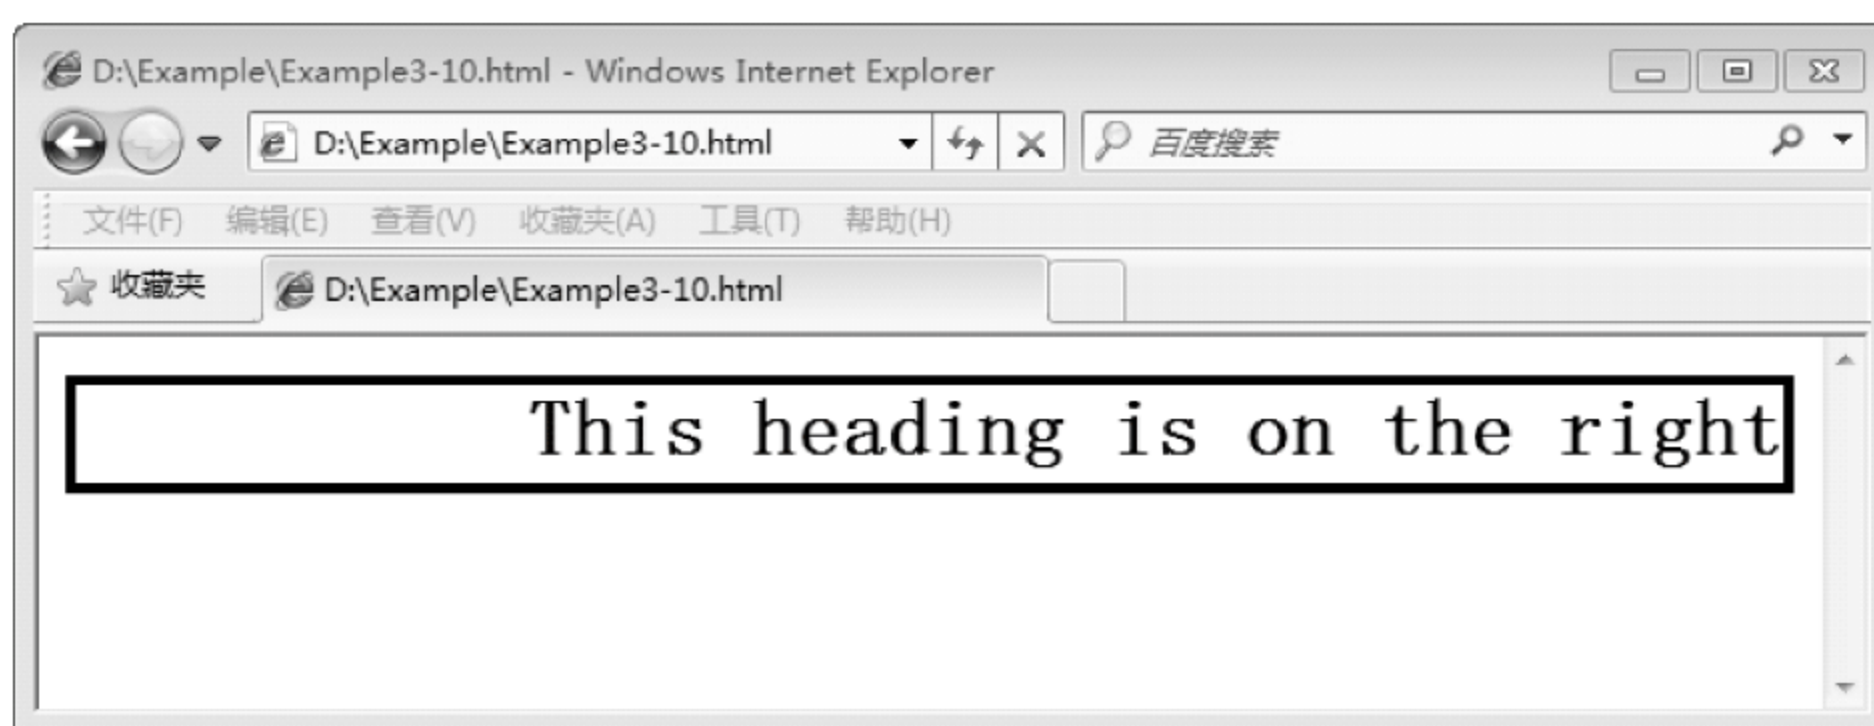 D:\Example\Example3-10.html - Windows Internet Explorer
D:\Example\Example3-10.html 百度搜索
文件(F) 编辑(E) 查看(V) 收藏夹(A) 工具(T) 帮助(H)
收藏夹 D:\Example\Example3-10.html
This heading is on the right